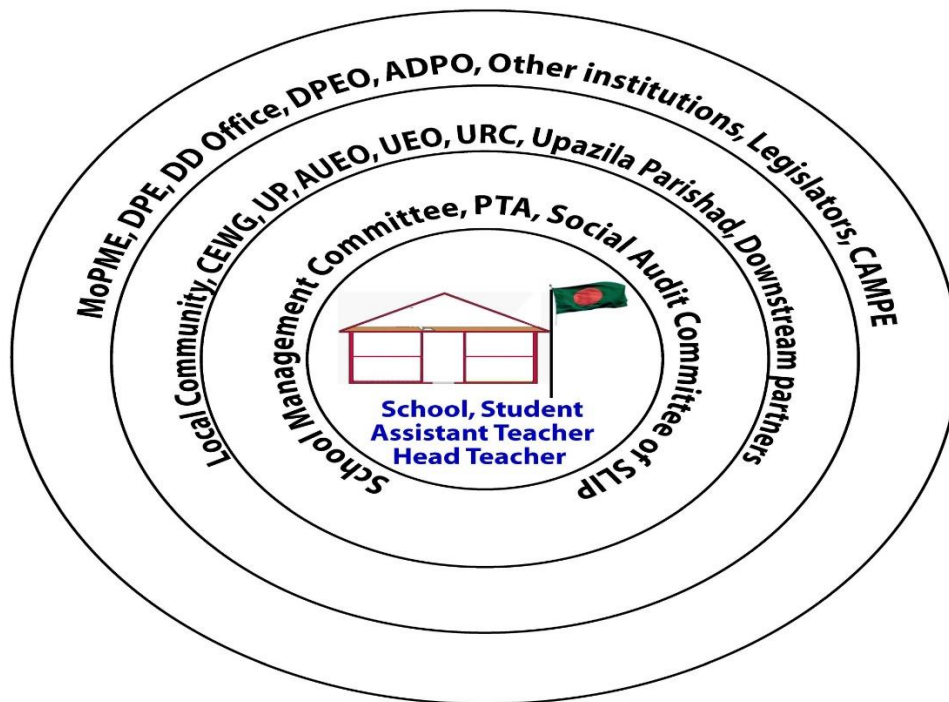 MoPME, DPE, DD Office, DPEO, ADPO, Other institutions, Legislators, CAMPE
Local Community, CEWG, UP, AUEO, UEO, URC, Upazila Parishad, Downstream partners
School Management Committee, PTA, Social Audit Committee of SLIP
School, Student
Assistant Teacher
Head Teacher